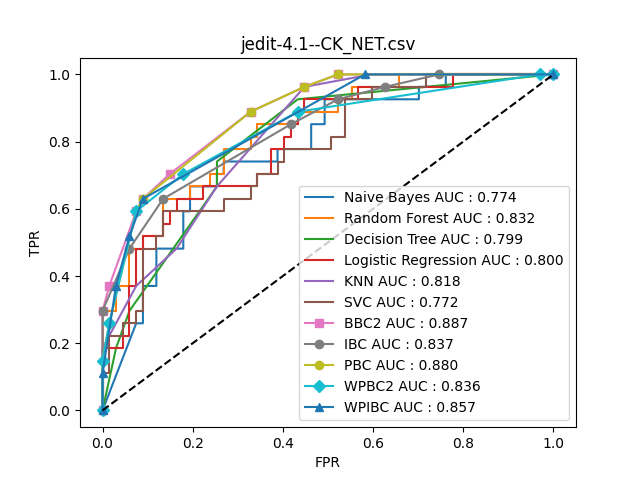 jedit-4.1--CK_NET.csv
1.0
0.8
0.6
0.4
0.2
0.0
TPR
Naive Bayes AUC : 0.774
Random Forest AUC : 0.832
Decision Tree AUC : 0.799
Logistic Regression AUC : 0.800
KNN AUC : 0.818
SVC AUC : 0.772
BBC2 AUC : 0.887
IBC AUC : 0.837
PBC AUC : 0.880
WPBC2 AUC : 0.836
WPIBC AUC : 0.857
0.0 0.2 0.4 0.6 0.8 1.0
FPR